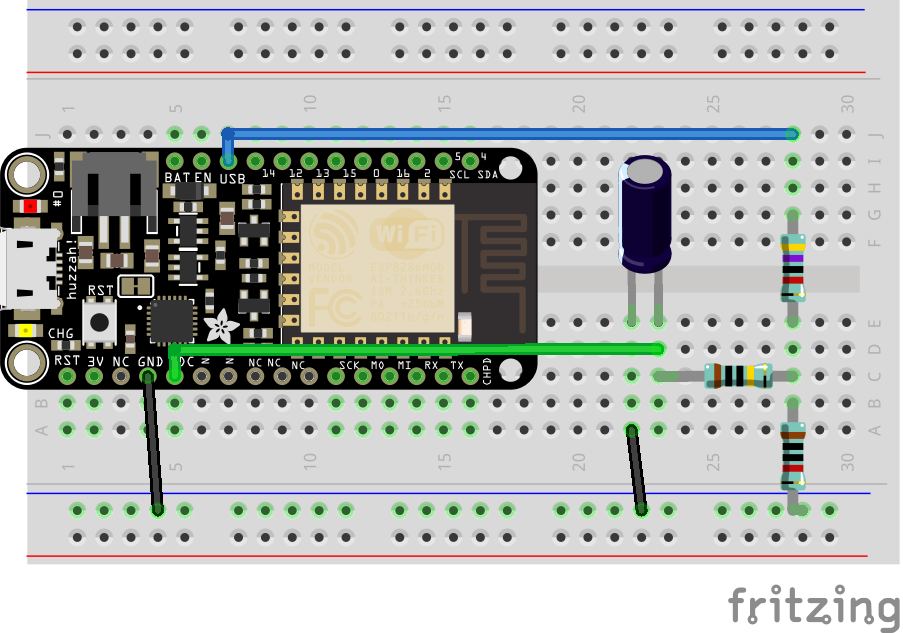 1 5 10 15 20 25 30
J J
I
H
G
F
E
D
C
B B
A A
1 5 10 15 20 25 30
BAT EN USB 14 12 13 15 0 16 2 5 4
SCL SDA
#0
huzzah!
WiFi
FC
RST
CHG
RST 3V NC GND DC N N NC NC NC SCK MO MI RX TX
CHPD
fritzing